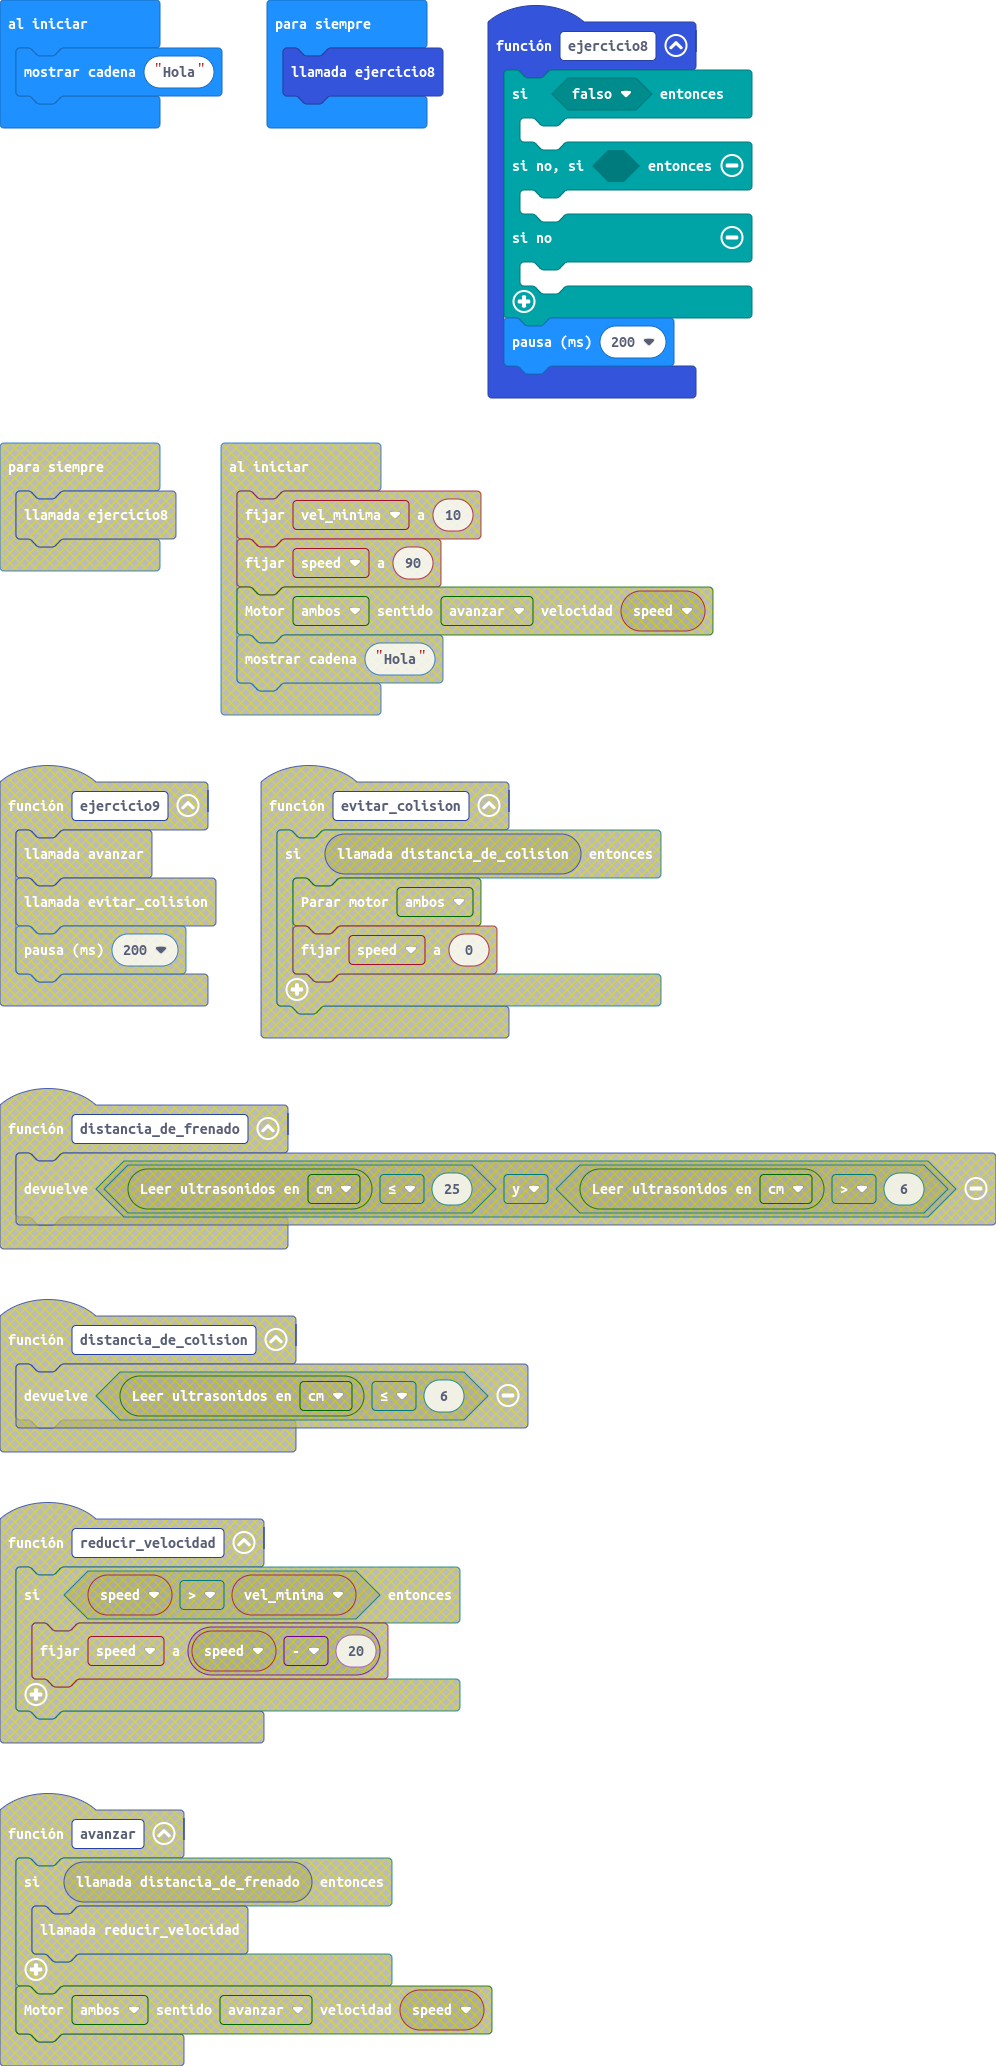 al iniciar
mostrar cadena "Hola"
para siempre
llamada ejercicio8
función ejercicio8
si falso entonces
si no, si entonces
si no
pausa (ms) 200
para siempre
llamada ejercicio8
al iniciar
fijar vel_minima a 10
fijar speed a 90
Motor ambos sentido avanzar velocidad speed
mostrar cadena "Hola"
función ejercicio9
llamada avanzar
llamada evitar_colision
pausa (ms) 200
función evitar_colision
si llamada distancia_de_colision entonces
Parar motor ambos
fijar speed a 0
función distancia_de_frenado
devuelve Leer ultrasonidos en cm ≤ 25 y Leer ultrasonidos en cm > 6
función distancia_de_colision
devuelve Leer ultrasonidos en cm ≤ 6
función reducir_velocidad
si speed > vel_minima entonces
fijar speed a speed - 20
función avanzar
si llamada distancia_de_frenado entonces
llamada reducir_velocidad
Motor ambos sentido avanzar velocidad speed